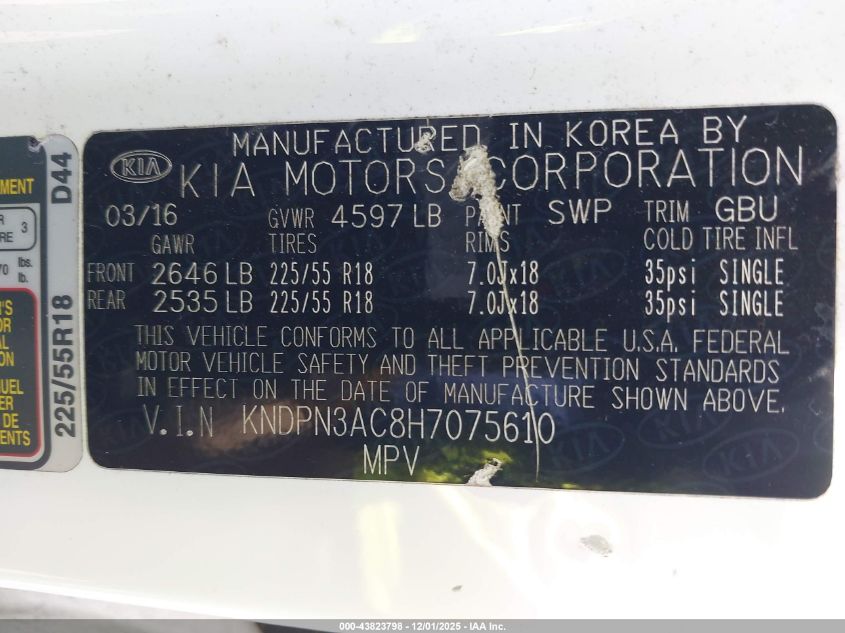 MANUFACTURED IN KOREA BY
KIA KIA MOTORS CORPORATION
03/16 GVWR 4597 LB PAINT SWP TRIM GBU
GAWR TIRES RIMS COLD TIRE INFL
FRONT 2646 LB 225/55 R18 7.0Jx18 35psi SINGLE
REAR 2535 LB 225/55 R18 7.0Jx18 35psi SINGLE
THIS VEHICLE CONFORMS TO ALL APPLICABLE U.S.A. FEDERAL
MOTOR VEHICLE SAFETY AND THEFT PREVENTION STANDARDS
IN EFFECT ON THE DATE OF MANUFACTURE SHOWN ABOVE.
V.I.N KNDPN3AC8H7075610
MPV
225/55R18 D44
3
lbs.
lb.
000-43823798 - 12/01/2025 - IAA Inc.